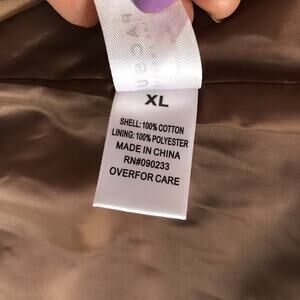 XL
SHELL: 100% COTTON
LINING: 100% POLYESTER
MADE IN CHINA
RN#090233
OVERFOR CARE